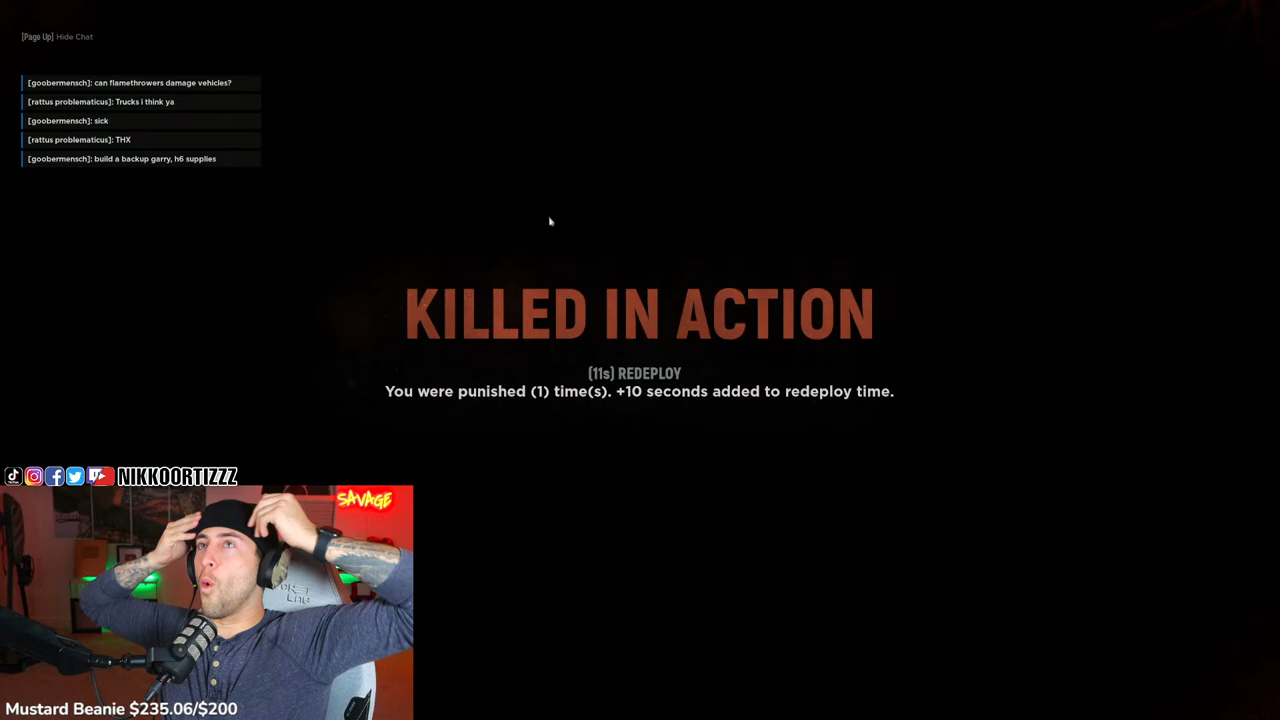 [Page Up] Hide Chat
[goobermensch]: can flamethrowers damage vehicles?
[rattus problematicus]: Trucks i think ya
[goobermensch]: sick
[rattus problematicus]: THX
[goobermensch]: build a backup garry, h6 supplies
KILLED IN ACTION
(11s) REDEPLOY
You were punished (1) time(s). +10 seconds added to redeploy time.
NIKKOORTIZZZ
SAVAGE
Mustard Beanie $235.06/$200